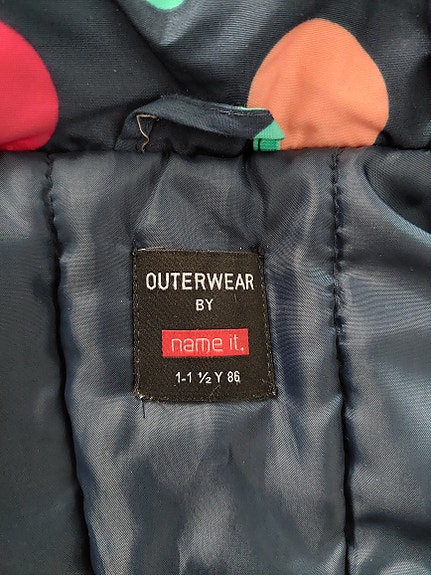 OUTERWEAR
BY
name it.
1-1 ½ Y 86